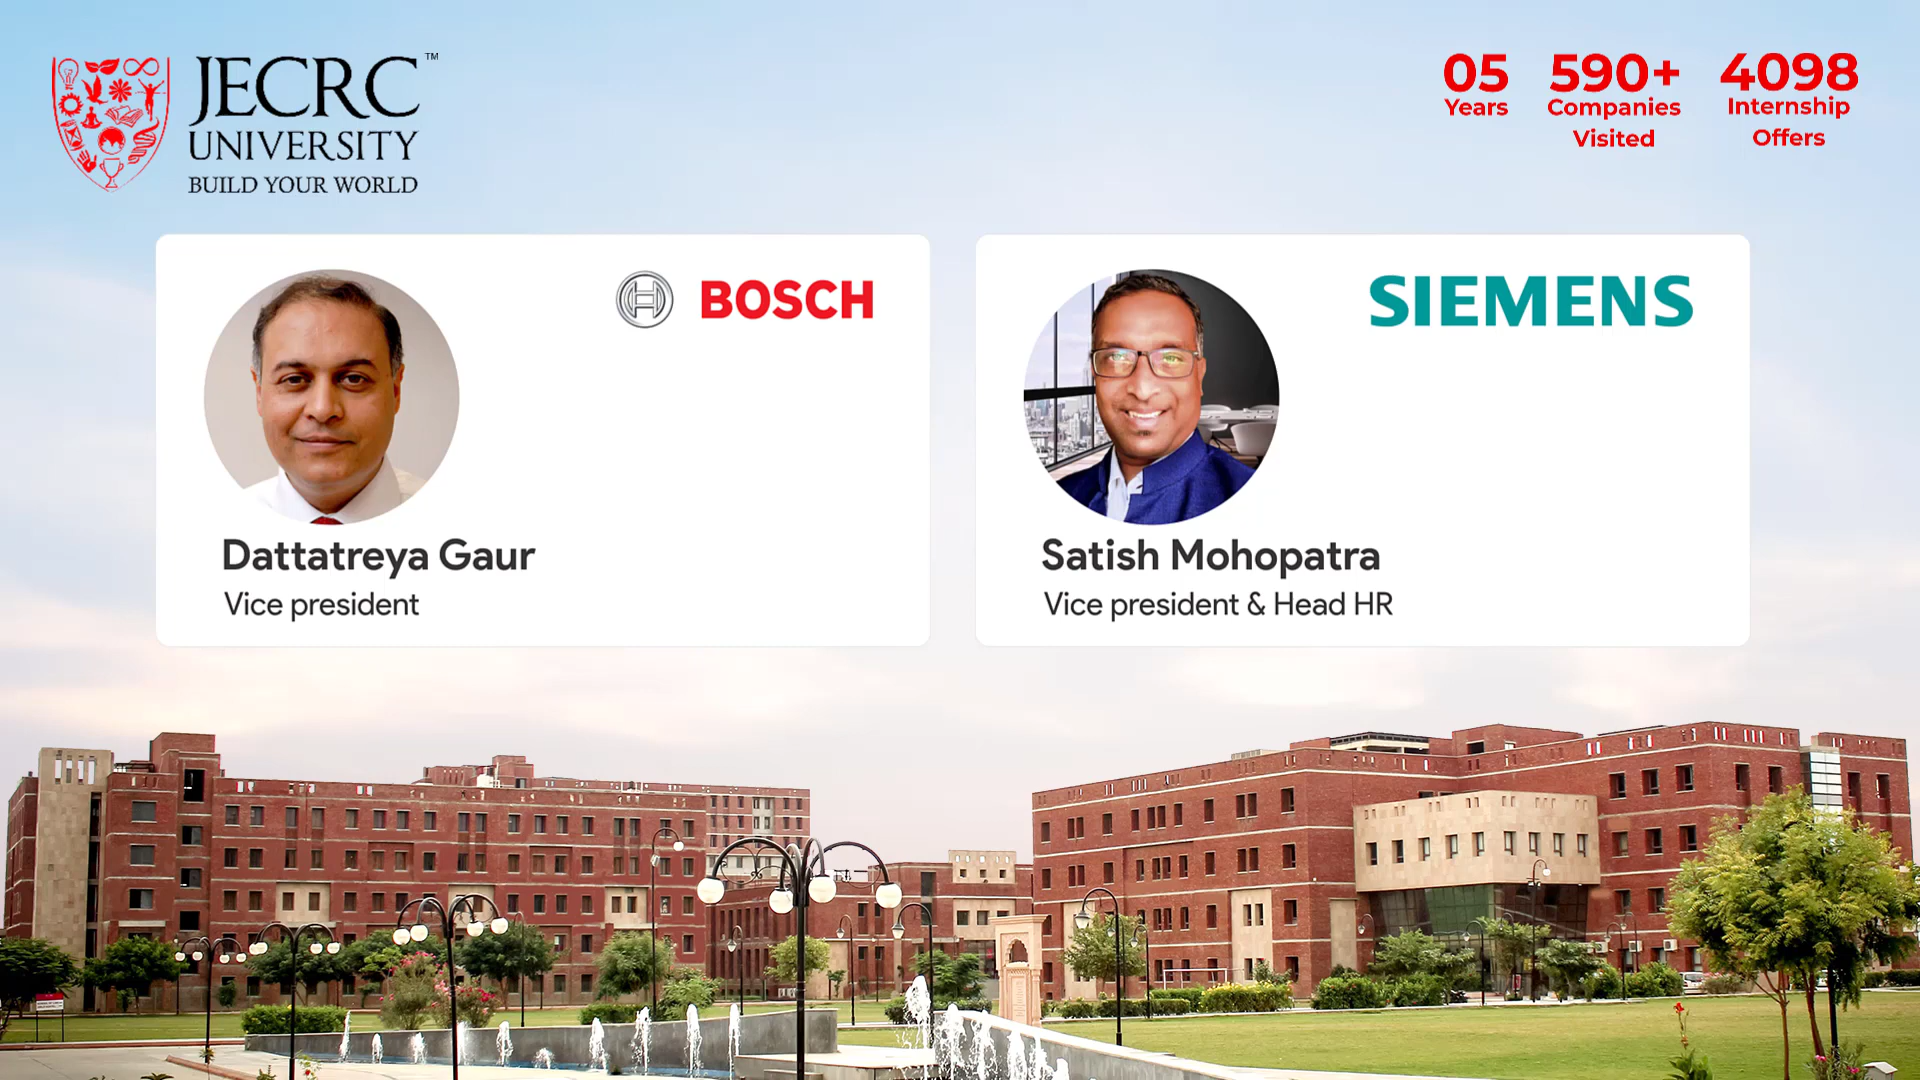 JECRC™
UNIVERSITY
BUILD YOUR WORLD
05
Years
590+
Companies
Visited
4098
Internship
Offers
BOSCH
Dattatreya Gaur
Vice president
SIEMENS
Satish Mohopatra
Vice president & Head HR